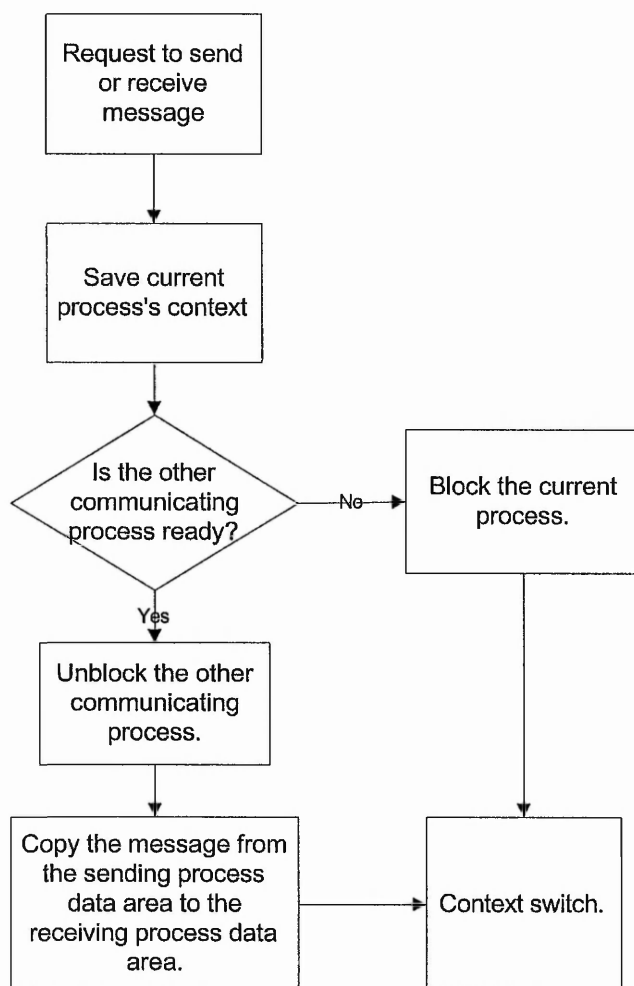 Request to send
or receive
message
Save current
process's context
Is the other
communicating
process ready?
No
Block the current
process.
Yes
Unblock the other
communicating
process.
Copy the message from
the sending process
data area to the
receiving process data
area.
Context switch.